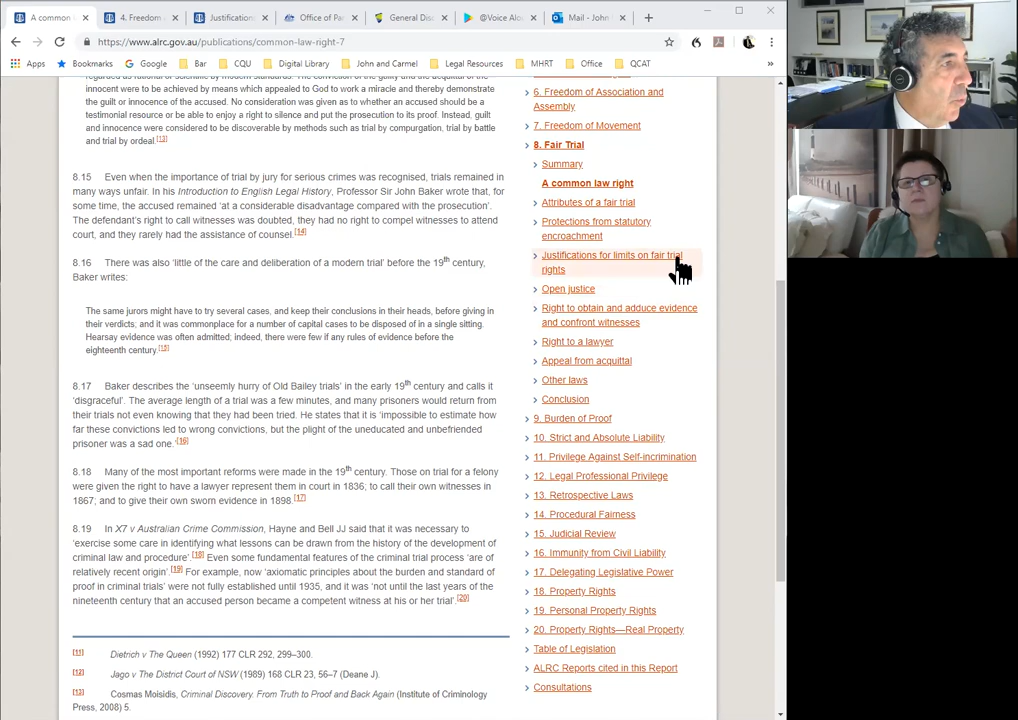 A common l
4. Freedom
Justification
Office of Par
General Dis
@Voice Alo
Mail - John
https://www.alrc.gov.au/publications/common-law-right-7
Apps
Bookmarks
Google
Bar
CQU
Digital Library
John and Carmel
Legal Resources
MHRT
Office
QCAT
»
regarded as rational or scientific by modern standards. The conviction of the guilty and the acquittal of the
innocent were to be achieved by means which appealed to God to work a miracle and thereby demonstrate
the guilt or innocence of the accused. No consideration was given as to whether an accused should be a
testimonial resource or be able to enjoy a right to silence and put the prosecution to its proof. Instead, guilt
and innocence were considered to be discoverable by methods such as trial by compurgation, trial by battle
and trial by ordeal.[13]
8.15 Even when the importance of trial by jury for serious crimes was recognised, trials remained in
many ways unfair. In his Introduction to English Legal History, Professor Sir John Baker wrote that, for
some time, the accused remained 'at a considerable disadvantage compared with the prosecution'.
The defendant's right to call witnesses was doubted, they had no right to compel witnesses to attend
court, and they rarely had the assistance of counsel.[14]
8.16 There was also 'little of the care and deliberation of a modern trial' before the 19th century,
Baker writes:
The same jurors might have to try several cases, and keep their conclusions in their heads, before giving in
their verdicts; and it was commonplace for a number of capital cases to be disposed of in a single sitting.
Hearsay evidence was often admitted; indeed, there were few if any rules of evidence before the
eighteenth century.[15]
8.17 Baker describes the 'unseemly hurry of Old Bailey trials' in the early 19th century and calls it
'disgraceful'. The average length of a trial was a few minutes, and many prisoners would return from
their trials not even knowing that they had been tried. He states that it is 'impossible to estimate how
far these convictions led to wrong convictions, but the plight of the uneducated and unbefriended
prisoner was a sad one.'[16]
8.18 Many of the most important reforms were made in the 19th century. Those on trial for a felony
were given the right to have a lawyer represent them in court in 1836; to call their own witnesses in
1867; and to give their own sworn evidence in 1898.[17]
8.19 In X7 v Australian Crime Commission, Hayne and Bell JJ said that it was necessary to
'exercise some care in identifying what lessons can be drawn from the history of the development of
criminal law and procedure'.[18] Even some fundamental features of the criminal trial process 'are of
relatively recent origin'.[19] For example, now 'axiomatic principles about the burden and standard of
proof in criminal trials' were not fully established until 1935, and it was 'not until the last years of the
nineteenth century that an accused person became a competent witness at his or her trial'.[20]
[11] Dietrich v The Queen (1992) 177 CLR 292, 299–300.
[12] Jago v The District Court of NSW (1989) 168 CLR 23, 56–7 (Deane J).
[13] Cosmas Moisidis, Criminal Discovery. From Truth to Proof and Back Again (Institute of Criminology
Press, 2008) 5.
6. Freedom of Association and
Assembly
7. Freedom of Movement
8. Fair Trial
Summary
A common law right
Attributes of a fair trial
Protections from statutory
encroachment
Justifications for limits on fair trial
rights
Open justice
Right to obtain and adduce evidence
and confront witnesses
Right to a lawyer
Appeal from acquittal
Other laws
Conclusion
9. Burden of Proof
10. Strict and Absolute Liability
11. Privilege Against Self-incrimination
12. Legal Professional Privilege
13. Retrospective Laws
14. Procedural Fairness
15. Judicial Review
16. Immunity from Civil Liability
17. Delegating Legislative Power
18. Property Rights
19. Personal Property Rights
20. Property Rights—Real Property
Table of Legislation
ALRC Reports cited in this Report
Consultations